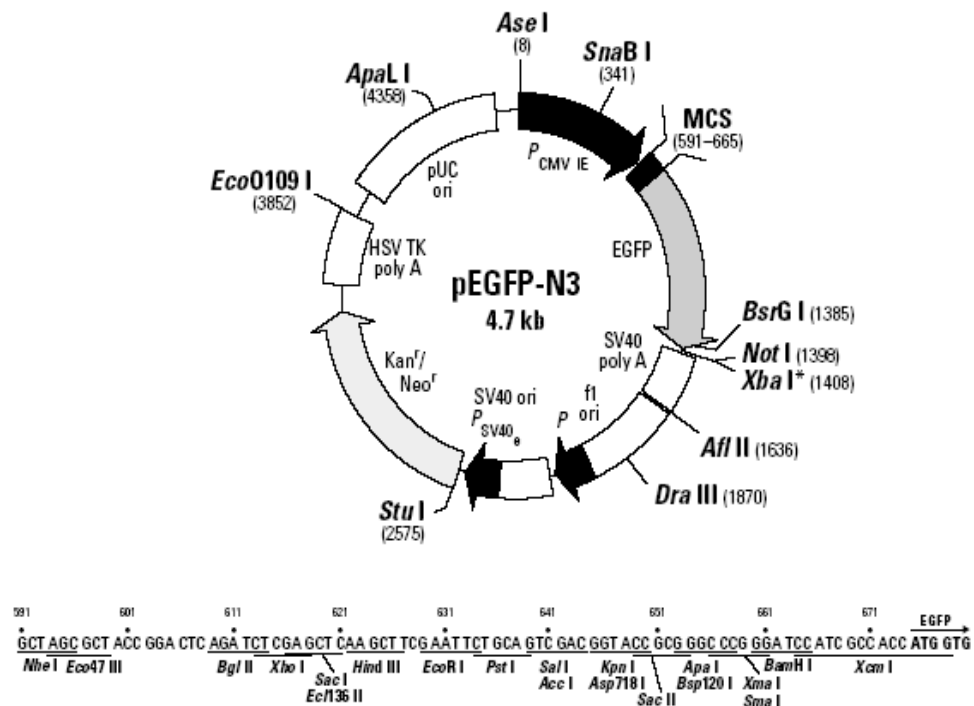 Ase I
(8)
SnaB I
(341)
ApaL I
(4358)
MCS
(591–665)
P CMV IE
pUC
ori
EcoO109 I
(3852)
HSV TK
poly A
EGFP
pEGFP-N3
4.7 kb
BsrG I (1385)
Not I (1398)
Xba I* (1408)
SV40
poly A
Kanr/
Neor
SV40 ori
P SV40e
P
f1
ori
Afl II (1636)
Dra III (1870)
Stu I
(2575)
591 601 611 621 631 641 651 661 671 EGFP
GCT AGC GCT ACC GGA CTC AGA TCT CGA GCT CAA GCT TCG AAT TCT GCA GTC GAC GGT ACC GCG GGC CCG GGA TCC ATC GCC ACC ATG GTG
Nhe I Eco47 III Bgl II Xho I Hind III EcoR I Pst I Sal I Kpn I Apa I BamH I Xcm I
Sac I Acc I Asp718 I Bsp120 I Xma I
Ecl136 II Sac II Sma I